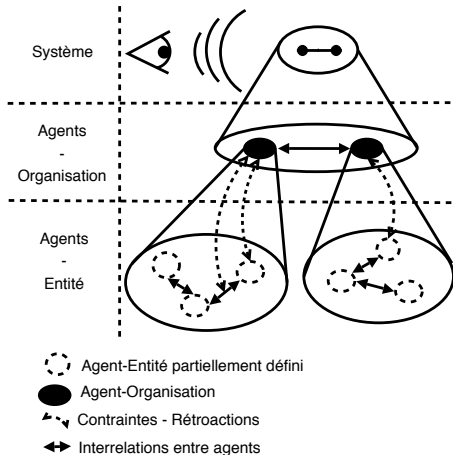 Système
Agents
-
Organisation
Agents
-
Entité
Agent-Entité partiellement défini
Agent-Organisation
Contraintes - Rétroactions
Interrelations entre agents